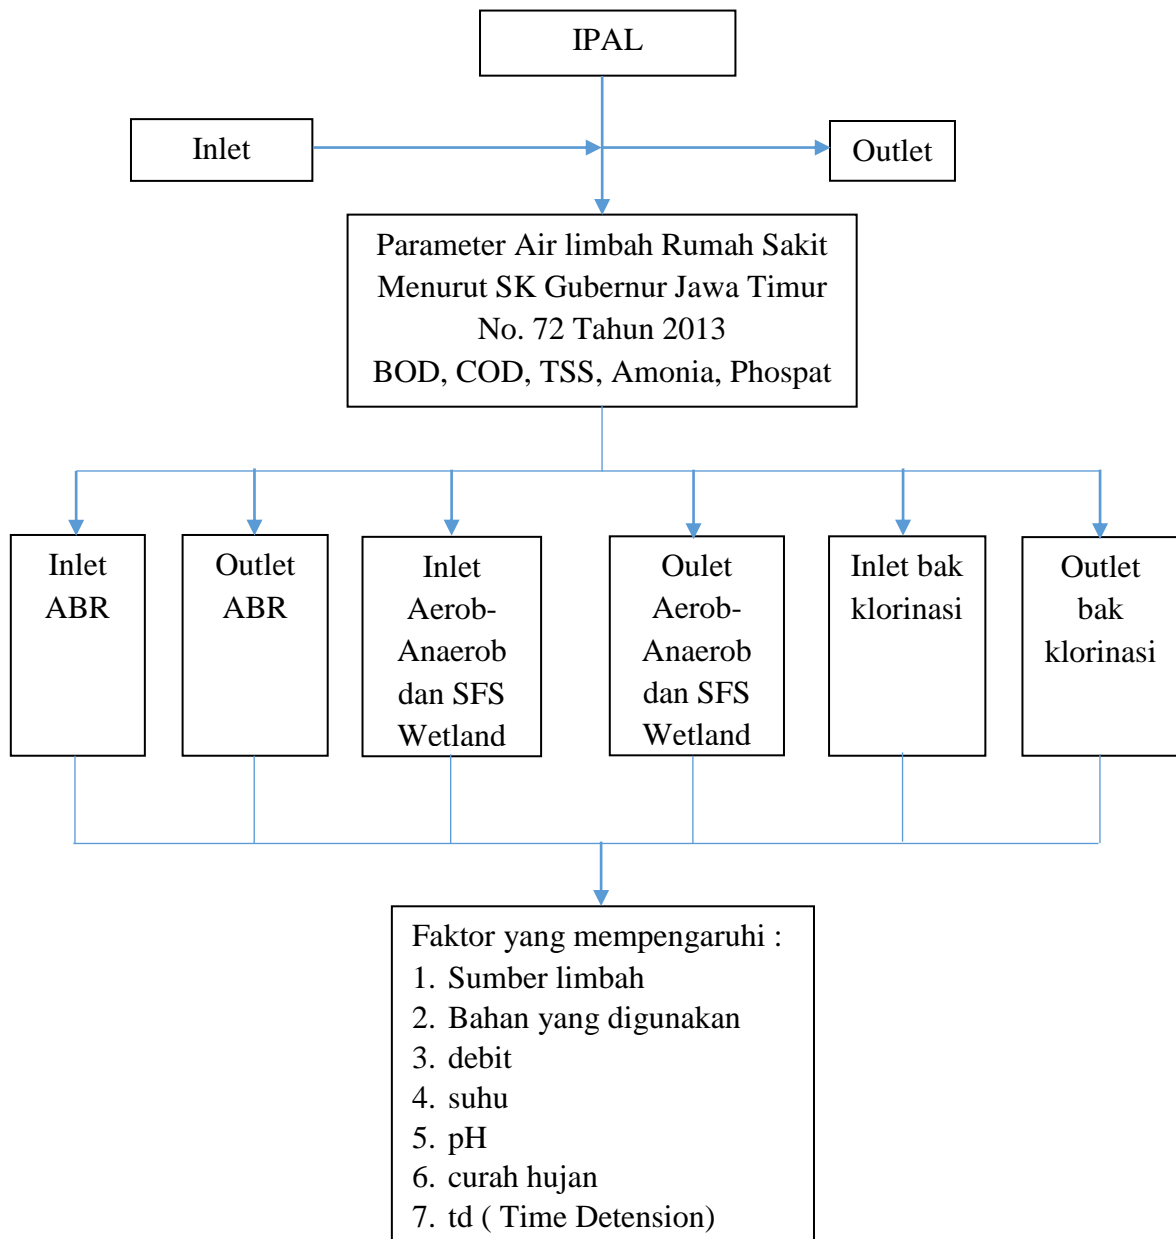 IPAL
Inlet
Outlet
Parameter Air limbah Rumah Sakit
Menurut SK Gubernur Jawa Timur
No. 72 Tahun 2013
BOD, COD, TSS, Amonia, Phospat
Inlet
ABR
Outlet
ABR
Inlet
Aerob-
Anaerob
dan SFS
Wetland
Oulet
Aerob-
Anaerob
dan SFS
Wetland
Inlet bak
klorinasi
Outlet
bak
klorinasi
Faktor yang mempengaruhi :
1. Sumber limbah
2. Bahan yang digunakan
3. debit
4. suhu
5. pH
6. curah hujan
7. td ( Time Detension)